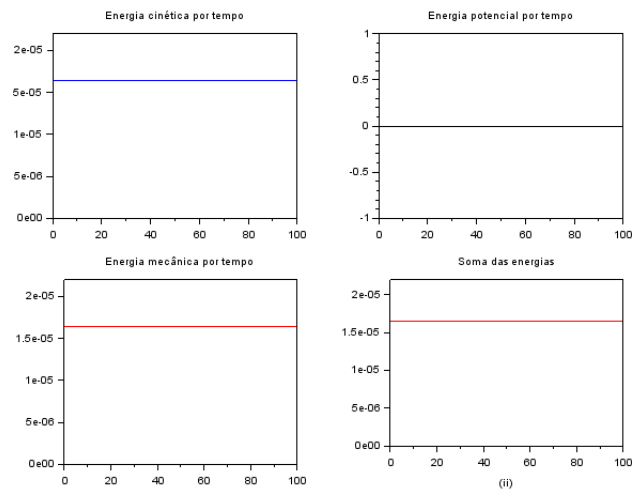 Energia cinética por tempo
2e-05
5e-05
1e-05
5e-06
0e00
0 20 40 60 80 100
Energia potencial por tempo
1
0.5
0
-0.5
-1
0 20 40 60 80 100
Energia mecânica por tempo
2e-05
1.5e-05
1e-05
5e-06
0e00
0 20 40 60 80 100
Soma das energias
2e-05
1.5e-05
1e-05
5e-06
0e00
0 20 40 60 80 100
(ii)